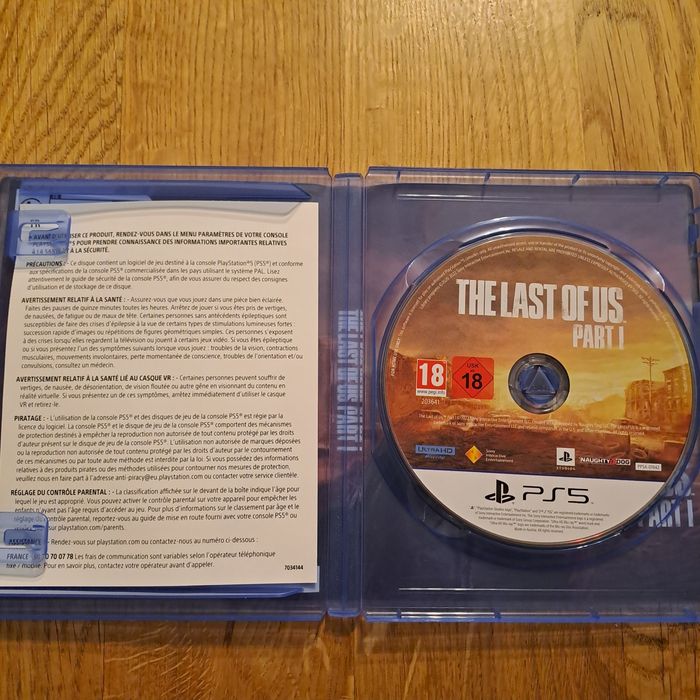 FR
AVANT D'UTILISER CE PRODUIT, RENDEZ-VOUS DANS LE MENU PARAMÈTRES DE VOTRE CONSOLE
PLAYSTATION®5 POUR PRENDRE CONNAISSANCE DES INFORMATIONS IMPORTANTES RELATIVES
À LA SANTÉ ET À LA SÉCURITÉ.
PRÉCAUTIONS : - Ce disque contient un logiciel de jeu destiné à la console PlayStation®5 (PS5®) et conforme
aux spécifications de la console PS5® commercialisée dans les pays utilisant le système PAL. Lisez
attentivement le guide de sécurité de la console PS5®, afin de vous assurer du respect des consignes
d'utilisation et de stockage de ce disque.
AVERTISSEMENT RELATIF À LA SANTÉ : - Assurez-vous que vous jouez dans une pièce bien éclairée.
Faites des pauses de quinze minutes toutes les heures. Arrêtez de jouer si vous êtes pris de vertiges,
de nausées, de fatigue ou de maux de tête. Certaines personnes sans antécédents épileptiques sont
susceptibles de faire des crises d'épilepsie à la vue de certains types de stimulations lumineuses fortes :
succession rapide d'images ou répétitions de figures géométriques simples. Ces personnes s'exposent
à des crises lorsqu'elles regardent la télévision ou jouent à certains jeux vidéo. Si vous êtes épileptique
ou si vous présentez un des symptômes suivants lorsque vous jouez : troubles de la vision, contractions
musculaires, mouvements involontaires, perte momentanée de conscience, troubles de l'orientation et/ou
convulsions, consultez un médecin.
AVERTISSEMENT RELATIF À LA SANTÉ LIÉ AU CASQUE VR : - Certaines personnes peuvent souffrir de
vertiges, de nausée, de désorientation, de vision floutée ou autre gêne en visionnant du contenu en
réalité virtuelle. Si vous présentez un de ces symptômes, arrêtez immédiatement d'utiliser le casque
VR et retirez-le.
PIRATAGE : - L'utilisation de la console PS5® et des disques de jeu de la console PS5® est régie par la
licence du logiciel. La console PS5® et le disque de jeu de la console PS5® comportent des mécanismes
de protection destinés à empêcher la reproduction non autorisée de tout contenu protégé par les droits
d'auteur présent sur le disque de jeu de la console PS5®. L'utilisation non autorisée de marques déposées
ou la reproduction non autorisée de tout contenu protégé par les droits d'auteur par le contournement
de ces mécanismes ou par toute autre méthode est interdite par la loi. Si vous possédez des informations
relatives à des produits pirates ou des méthodes utilisées pour contourner nos mesures de protection,
veuillez nous en faire part à l'adresse anti-piracy@eu.playstation.com ou contactez votre service clientèle.
RÉGLAGE DU CONTRÔLE PARENTAL : - La classification affichée sur le devant de la boîte indique l'âge pour
lequel le jeu est approprié. Vous pouvez activer le contrôle parental sur votre appareil pour empêcher les
enfants n'ayant pas l'âge requis d'accéder au jeu. Pour plus d'informations sur le classement par âge et le
réglage du contrôle parental, reportez-vous au guide de mise en route fourni avec votre console PS5® ou
sur playstation.com/parents.
ASSISTANCE - Rendez-vous sur playstation.com ou contactez-nous au numéro ci-dessous :
FRANCE 70 07 78 Les frais de communication sont variables selon l'opérateur téléphonique
fixe / mobile. Pour en savoir plus, contactez votre opérateur avant d'appeler.
7034144
THE LAST OF US
PART I
THE LAST OF US
PART I
18
www.pegi.info
USK
18
203641
ULTRA HD
Blu-ray
SONY
PlayStation
STUDIOS
NAUGHTY DOG
PPSA-07842
PS5
PART I